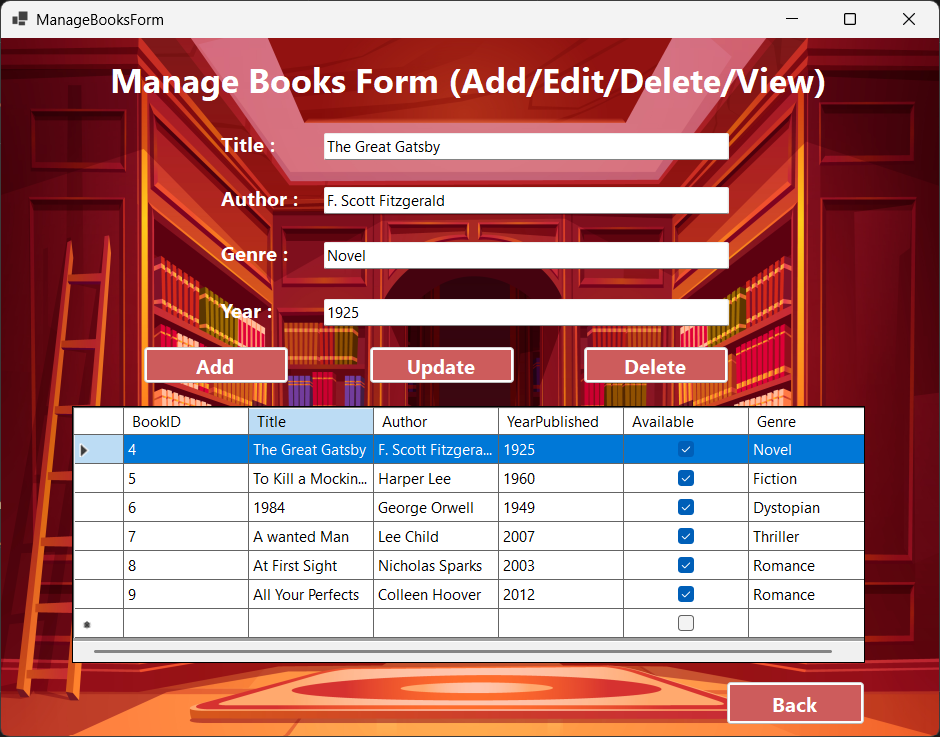 ManageBooksForm
Manage Books Form (Add/Edit/Delete/View)
Title : The Great Gatsby
Author : F. Scott Fitzgerald
Genre : Novel
Year : 1925
Add Update Delete
BookID Title Author YearPublished Available Genre
4 The Great Gatsby F. Scott Fitzgera... 1925 Novel
5 To Kill a Mockin... Harper Lee 1960 Fiction
6 1984 George Orwell 1949 Dystopian
7 A wanted Man Lee Child 2007 Thriller
8 At First Sight Nicholas Sparks 2003 Romance
9 All Your Perfects Colleen Hoover 2012 Romance
Back